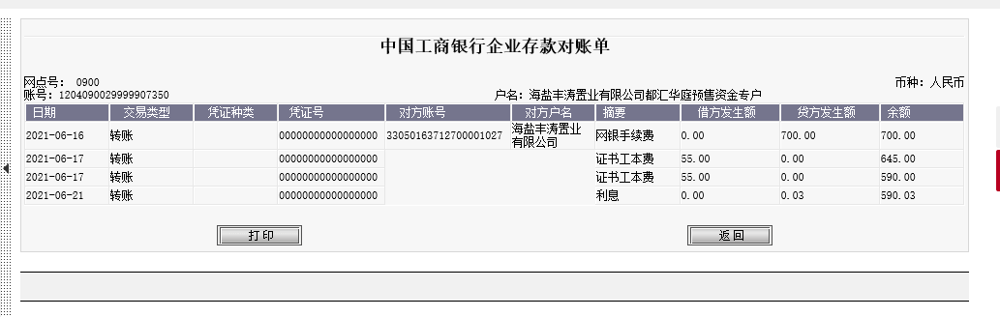 中国工商银行企业存款对账单
网点号： 0900 币种：人民币
账号：1204090029999907350 户名：海盐丰涛置业有限公司都汇华庭预售资金专户
日期 交易类型 凭证种类 凭证号 对方账号 对方户名 摘要 借方发生额 贷方发生额 余额
2021-06-16 转账 00000000000000000 33050163712700001027 海盐丰涛置业有限公司 网银手续费 0.00 700.00 700.00
2021-06-17 转账 00000000000000000 证书工本费 55.00 0.00 645.00
2021-06-17 转账 00000000000000000 证书工本费 55.00 0.00 590.00
2021-06-21 转账 00000000000000000 利息 0.00 0.03 590.03
打印 返回